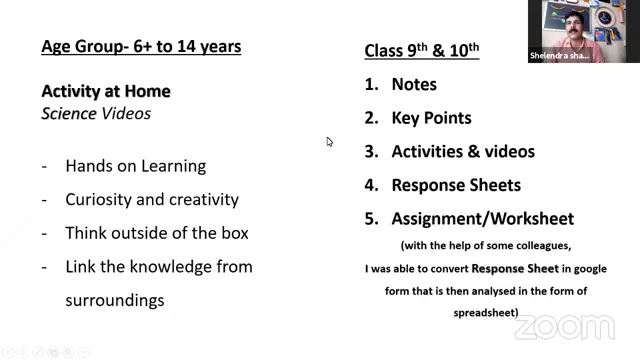 Age Group- 6+ to 14 years
Activity at Home
Science Videos
- Hands on Learning
- Curiosity and creativity
- Think outside of the box
- Link the knowledge from
surroundings
Class 9th & 10th
1. Notes
2. Key Points
3. Activities & videos
4. Response Sheets
5. Assignment/Worksheet
(with the help of some colleagues,
I was able to convert Response Sheet in google
form that is then analysed in the form of
spreadsheet)
Shelendra sha...
zoom